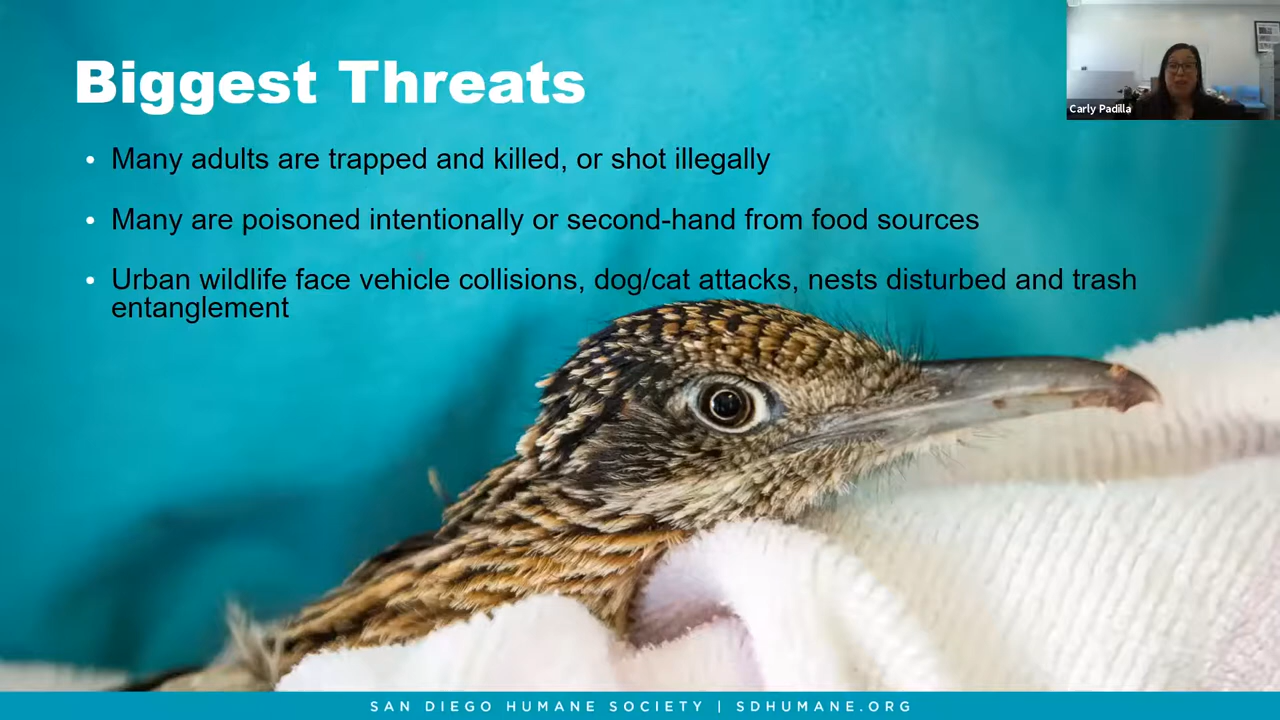 Biggest Threats
Carly Padilla
• Many adults are trapped and killed, or shot illegally
• Many are poisoned intentionally or second-hand from food sources
• Urban wildlife face vehicle collisions, dog/cat attacks, nests disturbed and trash
entanglement
SAN DIEGO HUMANE SOCIETY | SDHUMANE.ORG